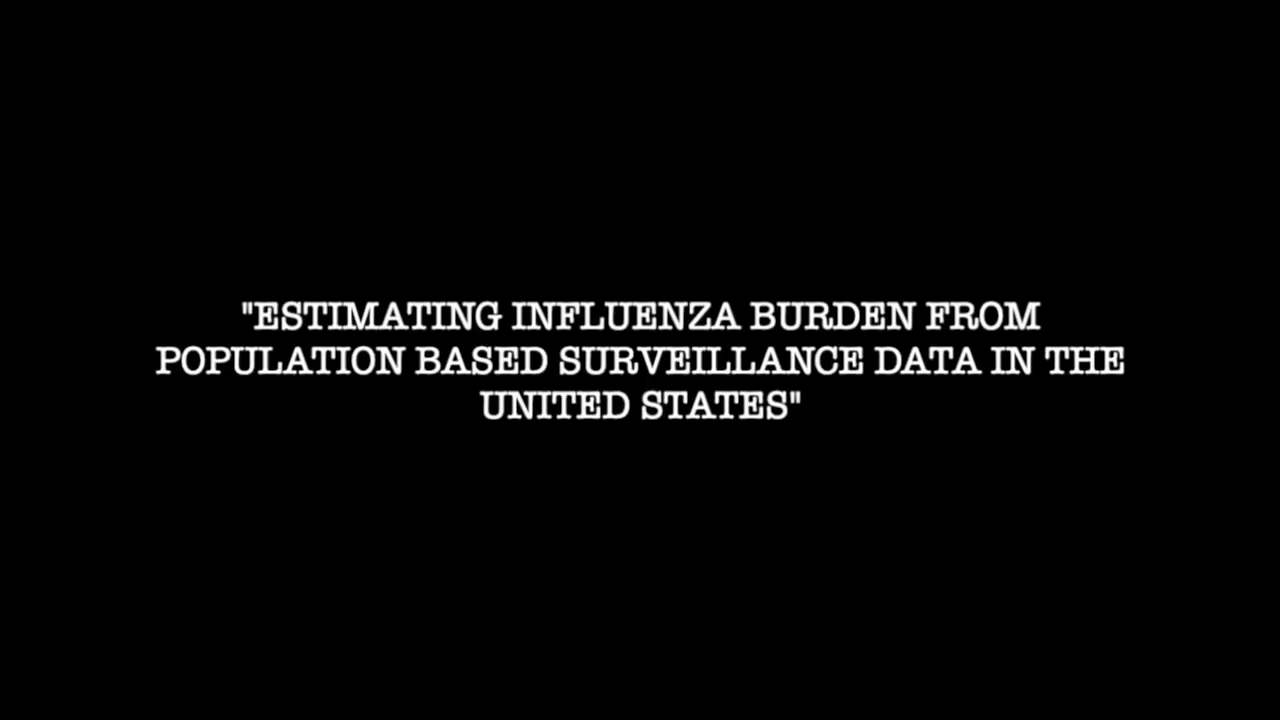 "ESTIMATING INFLUENZA BURDEN FROM
POPULATION BASED SURVEILLANCE DATA IN THE
UNITED STATES"